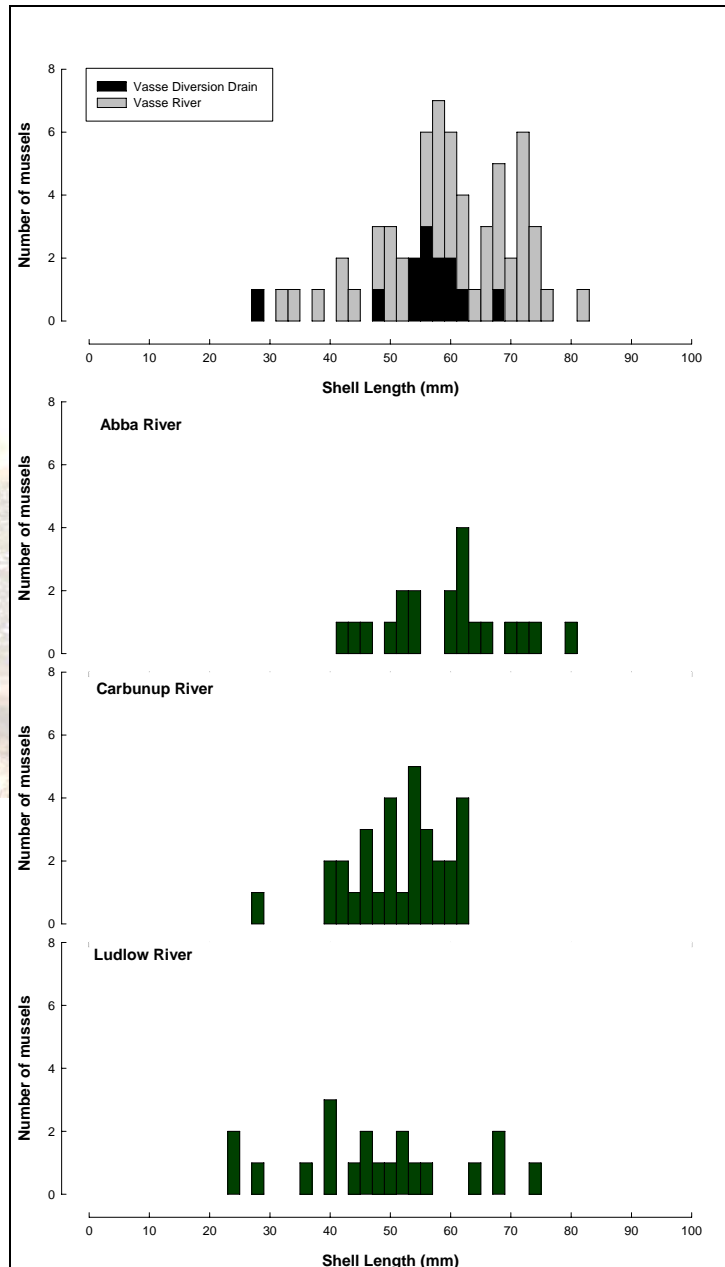 Vasse Diversion Drain
Vasse River
Number of mussels
8
6
4
2
0
0 10 20 30 40 50 60 70 80 90 100
Shell Length (mm)
Abba River
Number of mussels
8
6
4
2
0
Carbunup River
Number of mussels
8
6
4
2
0
Ludlow River
Number of mussels
8
6
4
2
0
0 10 20 30 40 50 60 70 80 90 100
Shell Length (mm)